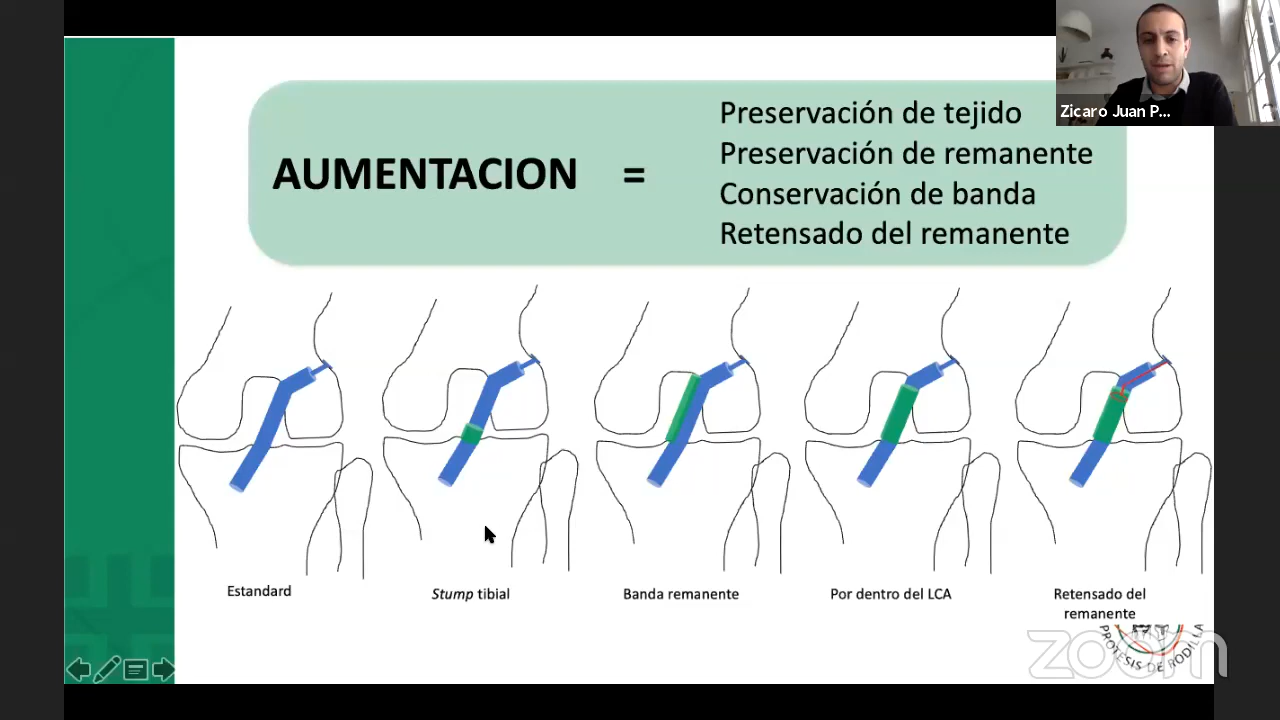 Zicaro Juan P...
AUMENTACION =
Preservación de tejido
Preservación de remanente
Conservación de banda
Retensado del remanente
Estandard
Stump tibial
Banda remanente
Por dentro del LCA
Retensado del
remanente
PROTESIS DE RODILLA
zoom